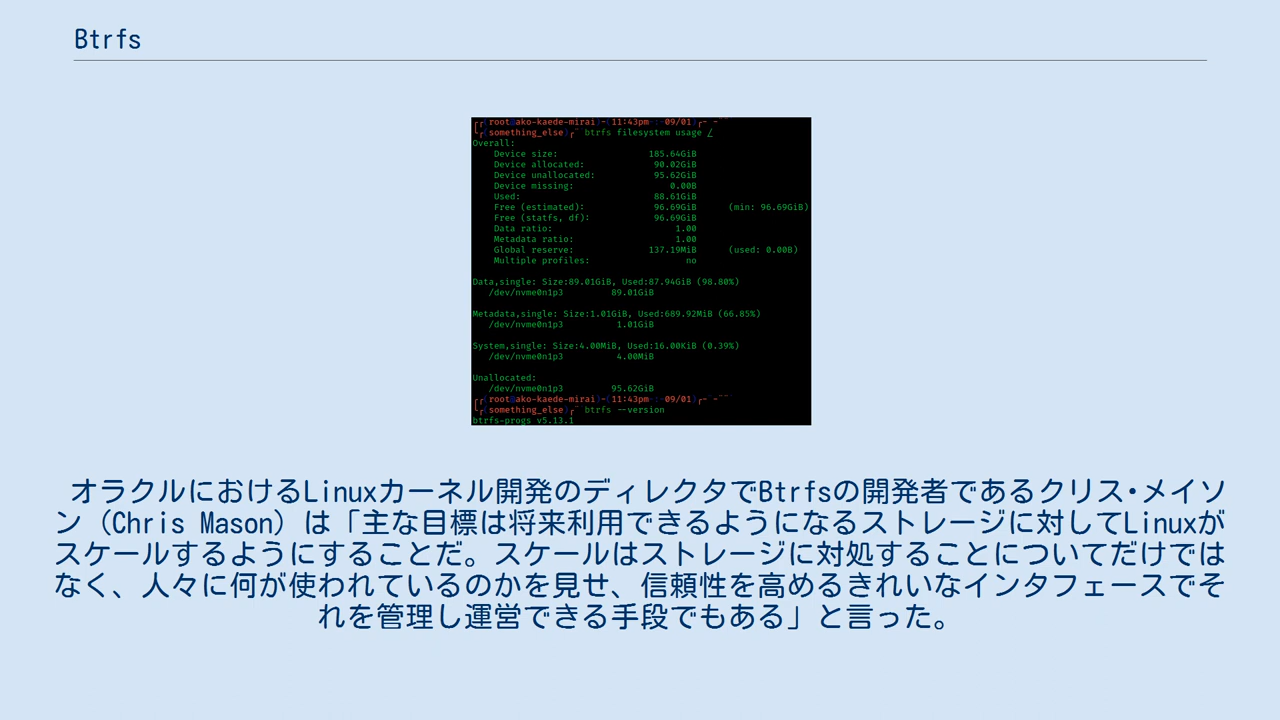 Btrfs
root@ako-kaede-mirai)-(11:43pm-:-09/01)
(something_else) btrfs filesystem usage /
Overall:
Device size: 185.64GiB
Device allocated: 90.02GiB
Device unallocated: 95.62GiB
Device missing: 0.00B
Used: 88.61GiB
Free (estimated): 96.69GiB (min: 96.69GiB)
Free (statfs, df): 96.69GiB
Data ratio: 1.00
Metadata ratio: 1.00
Global reserve: 137.19MiB (used: 0.00B)
Multiple profiles: no
Data,single: Size:89.01GiB, Used:87.94GiB (98.80%)
/dev/nvme0n1p3 89.01GiB
Metadata,single: Size:1.01GiB, Used:689.92MiB (66.85%)
/dev/nvme0n1p3 1.01GiB
System,single: Size:4.00MiB, Used:16.00KiB (0.39%)
/dev/nvme0n1p3 4.00MiB
Unallocated:
/dev/nvme0n1p3 95.62GiB
root@ako-kaede-mirai)-(11:43pm-:-09/01)
(something_else) btrfs --version
btrfs-progs v5.13.1
オラクルにおけるLinuxカーネル開発のディレクタでBtrfsの開発者であるクリス・メイソ
ン（Chris Mason）は「主な目標は将来利用できるようになるストレージに対してLinuxが
スケールするようにすることだ。スケールはストレージに対処することについてだけでは
なく、人々に何が使われているのかを見せ、信頼性を高めるきれいなインタフェースでそ
れを管理し運営できる手段でもある」と言った。